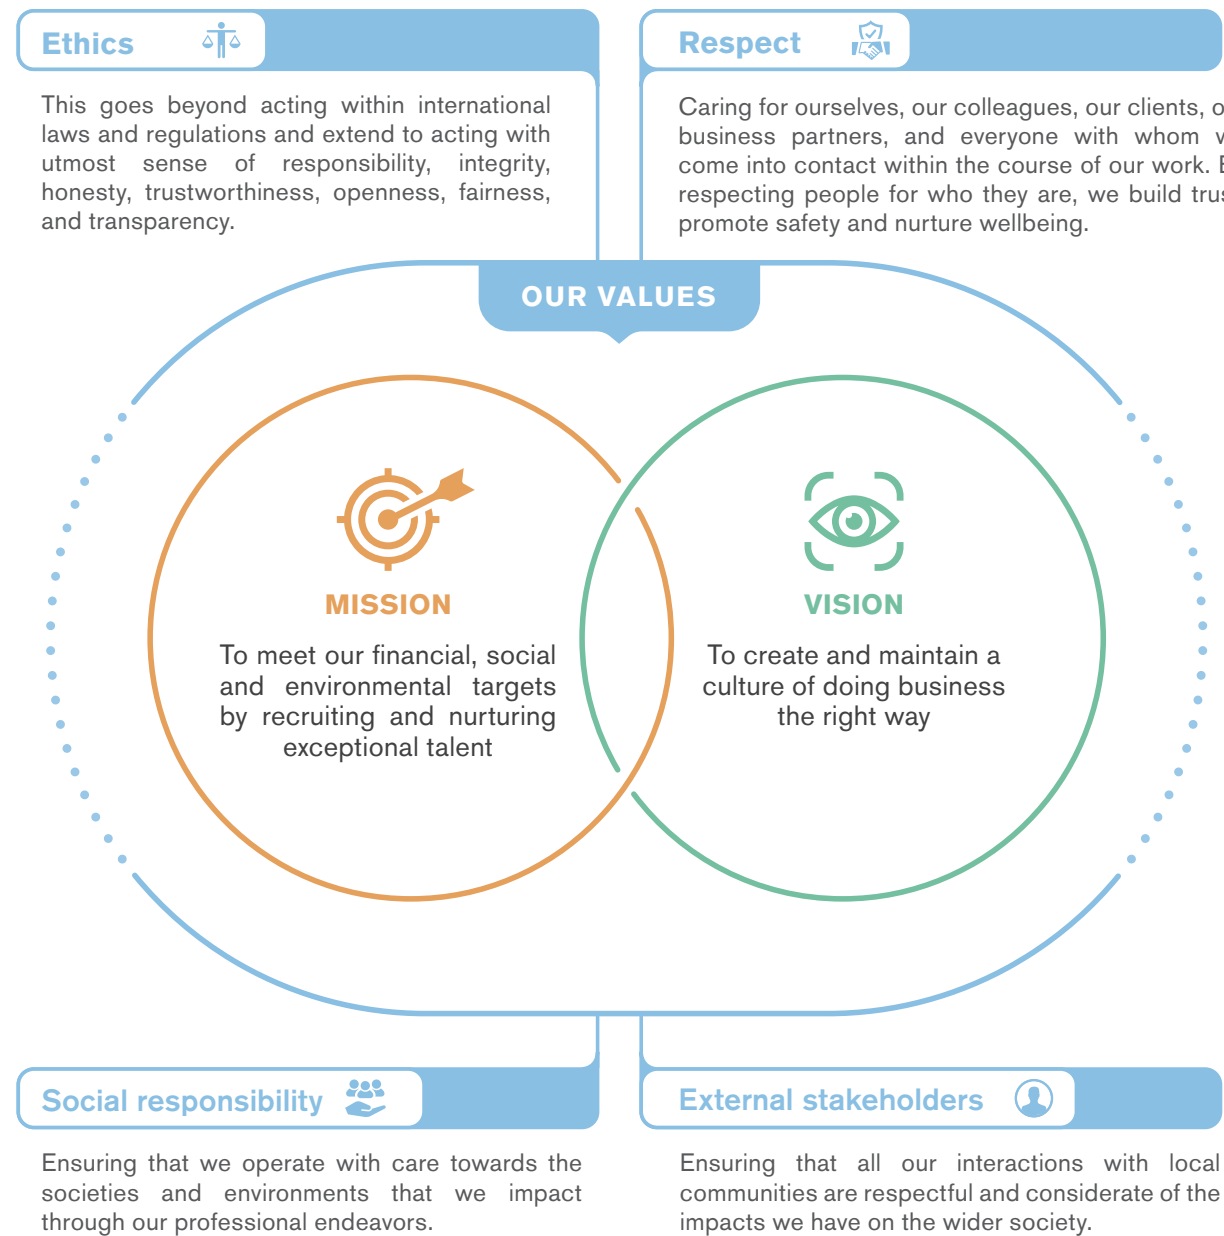 Ethics
This goes beyond acting within international
laws and regulations and extend to acting with
utmost sense of responsibility, integrity,
honesty, trustworthiness, openness, fairness,
and transparency.
Respect
Caring for ourselves, our colleagues, our clients,
business partners, and everyone with whom
come into contact within the course of our work.
respecting people for who they are, we build
promote safety and nurture wellbeing.
OUR VALUES
MISSION
To meet our financial, social
and environmental targets
by recruiting and nurturing
exceptional talent
VISION
To create and maintain a
culture of doing business
the right way
Social responsibility
Ensuring that we operate with care towards the
societies and environments that we impact
through our professional endeavors.
External stakeholders
Ensuring that all our interactions with local
communities are respectful and considerate of the
impacts we have on the wider society.